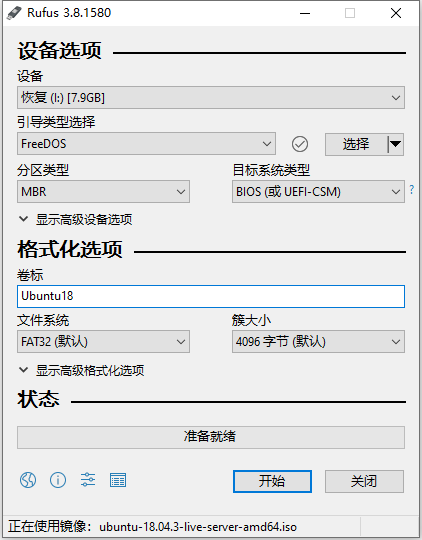 Rufus 3.8.1580
设备选项
设备
恢复 (I:) [7.9GB]
引导类型选择
FreeDOS
选择
分区类型
目标系统类型
MBR
BIOS (或 UEFI-CSM)
?
显示高级设备选项
格式化选项
卷标
Ubuntu18
文件系统
簇大小
FAT32 (默认)
4096 字节 (默认)
显示高级格式化选项
状态
准备就绪
开始
关闭
正在使用镜像：ubuntu-18.04.3-live-server-amd64.iso